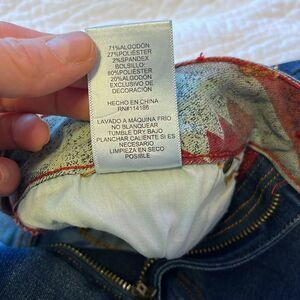 71%ALGODÓN
27%POLIÉSTER
2%SPANDEX
BOLSILLO:
80%POLIÉSTER
20%ALGODÓN
EXCLUSIVO DE
DECORACIÓN
HECHO EN CHINA
RN#114186
LAVADO A MÁQUINA FRÍO
NO BLANQUEAR
TUMBLE DRY BAJO
PLANCHAR CALIENTE SI ES
NECESARIO
LIMPIEZA EN SECO
POSIBLE